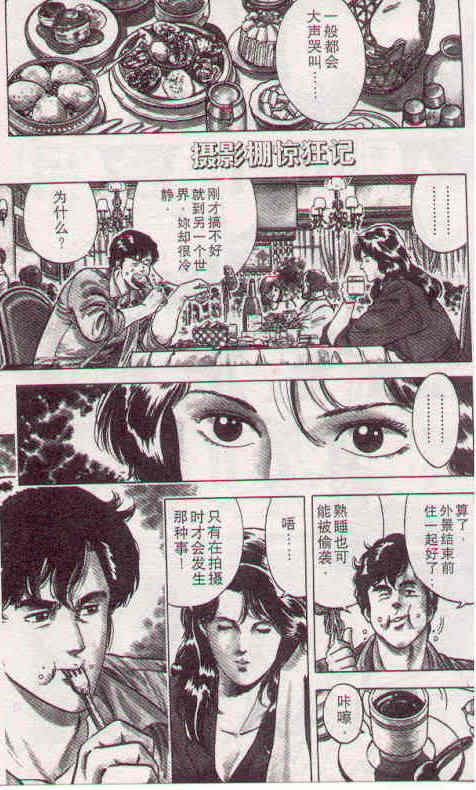 一般都会
大声哭叫……
摄影棚惊狂记
…………
刚才搞不好
就到另一个世
界．妳却很冷
静．
为什么？
…………
算了．
外景结束前
住一起好了．
熟睡也可
能被偷袭．
咔嚓．
唔……
只有在拍摄
时才会发生
那种事！